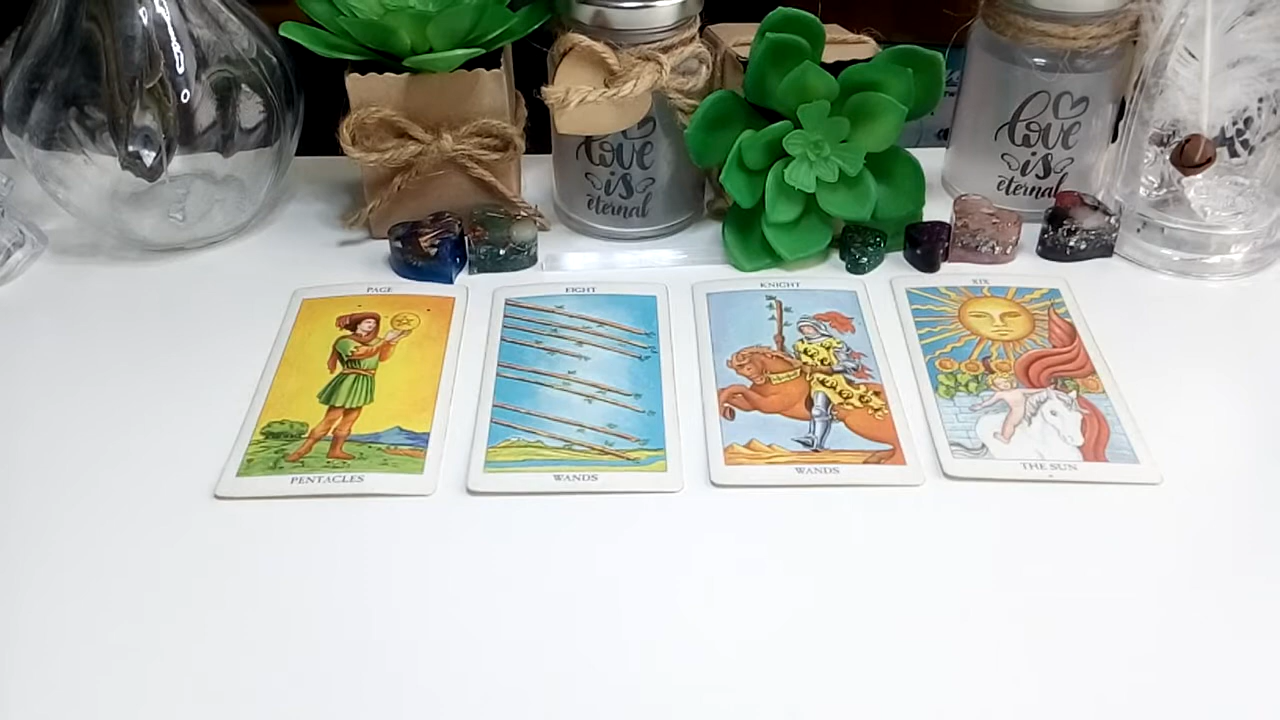 love
is
eternal
love
is
eternal
PAGE
PENTACLES
EIGHT
WANDS
KNIGHT
WANDS
XIX
THE SUN